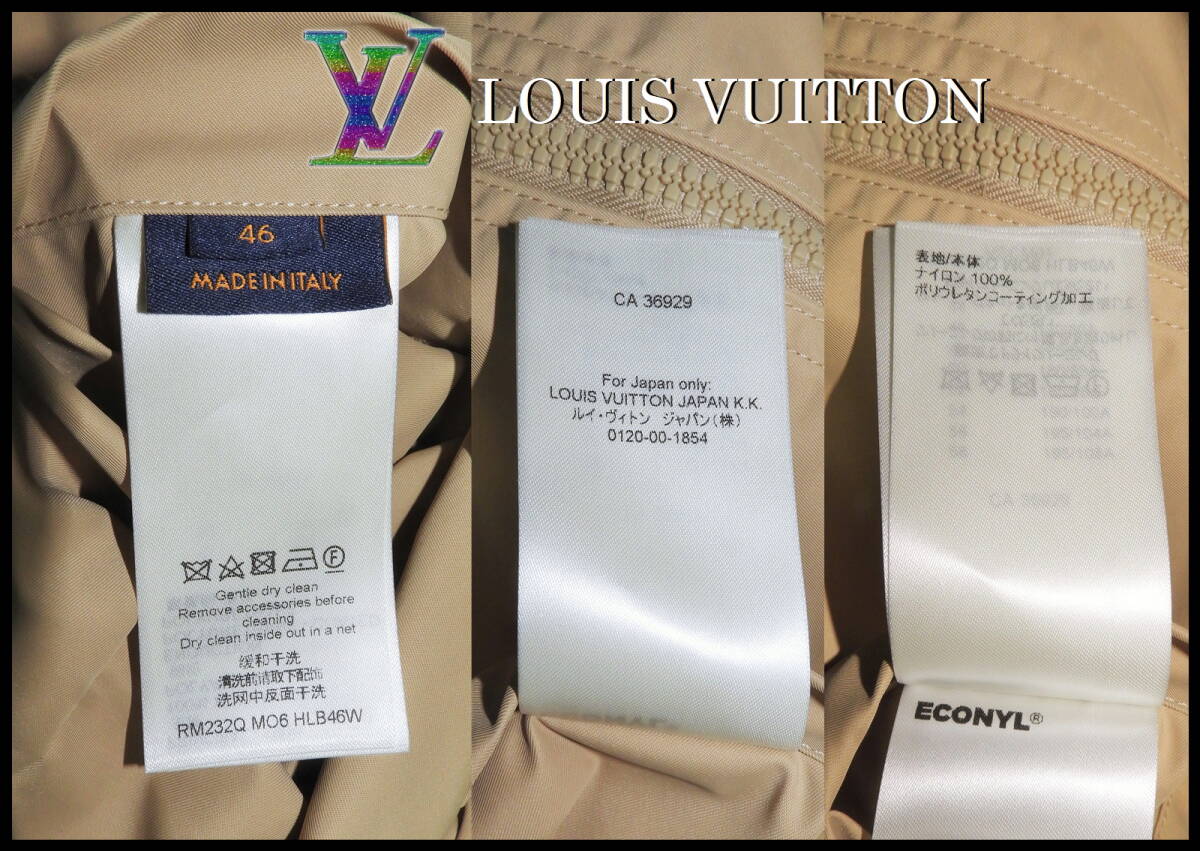 LV LOUIS VUITTON
46
MADE IN ITALY
Gentle dry clean
Remove accessories before
cleaning
Dry clean inside out in a net
缓和干洗
清洗前请取下配饰
洗网中反面干洗
RM232Q MO6 HLB46W
CA 36929
For Japan only:
LOUIS VUITTON JAPAN K.K.
ルイ・ヴィトン ジャパン(株)
0120-00-1854
表地/本体
ナイロン 100%
ポリウレタンコーティング加工
ECONYL®